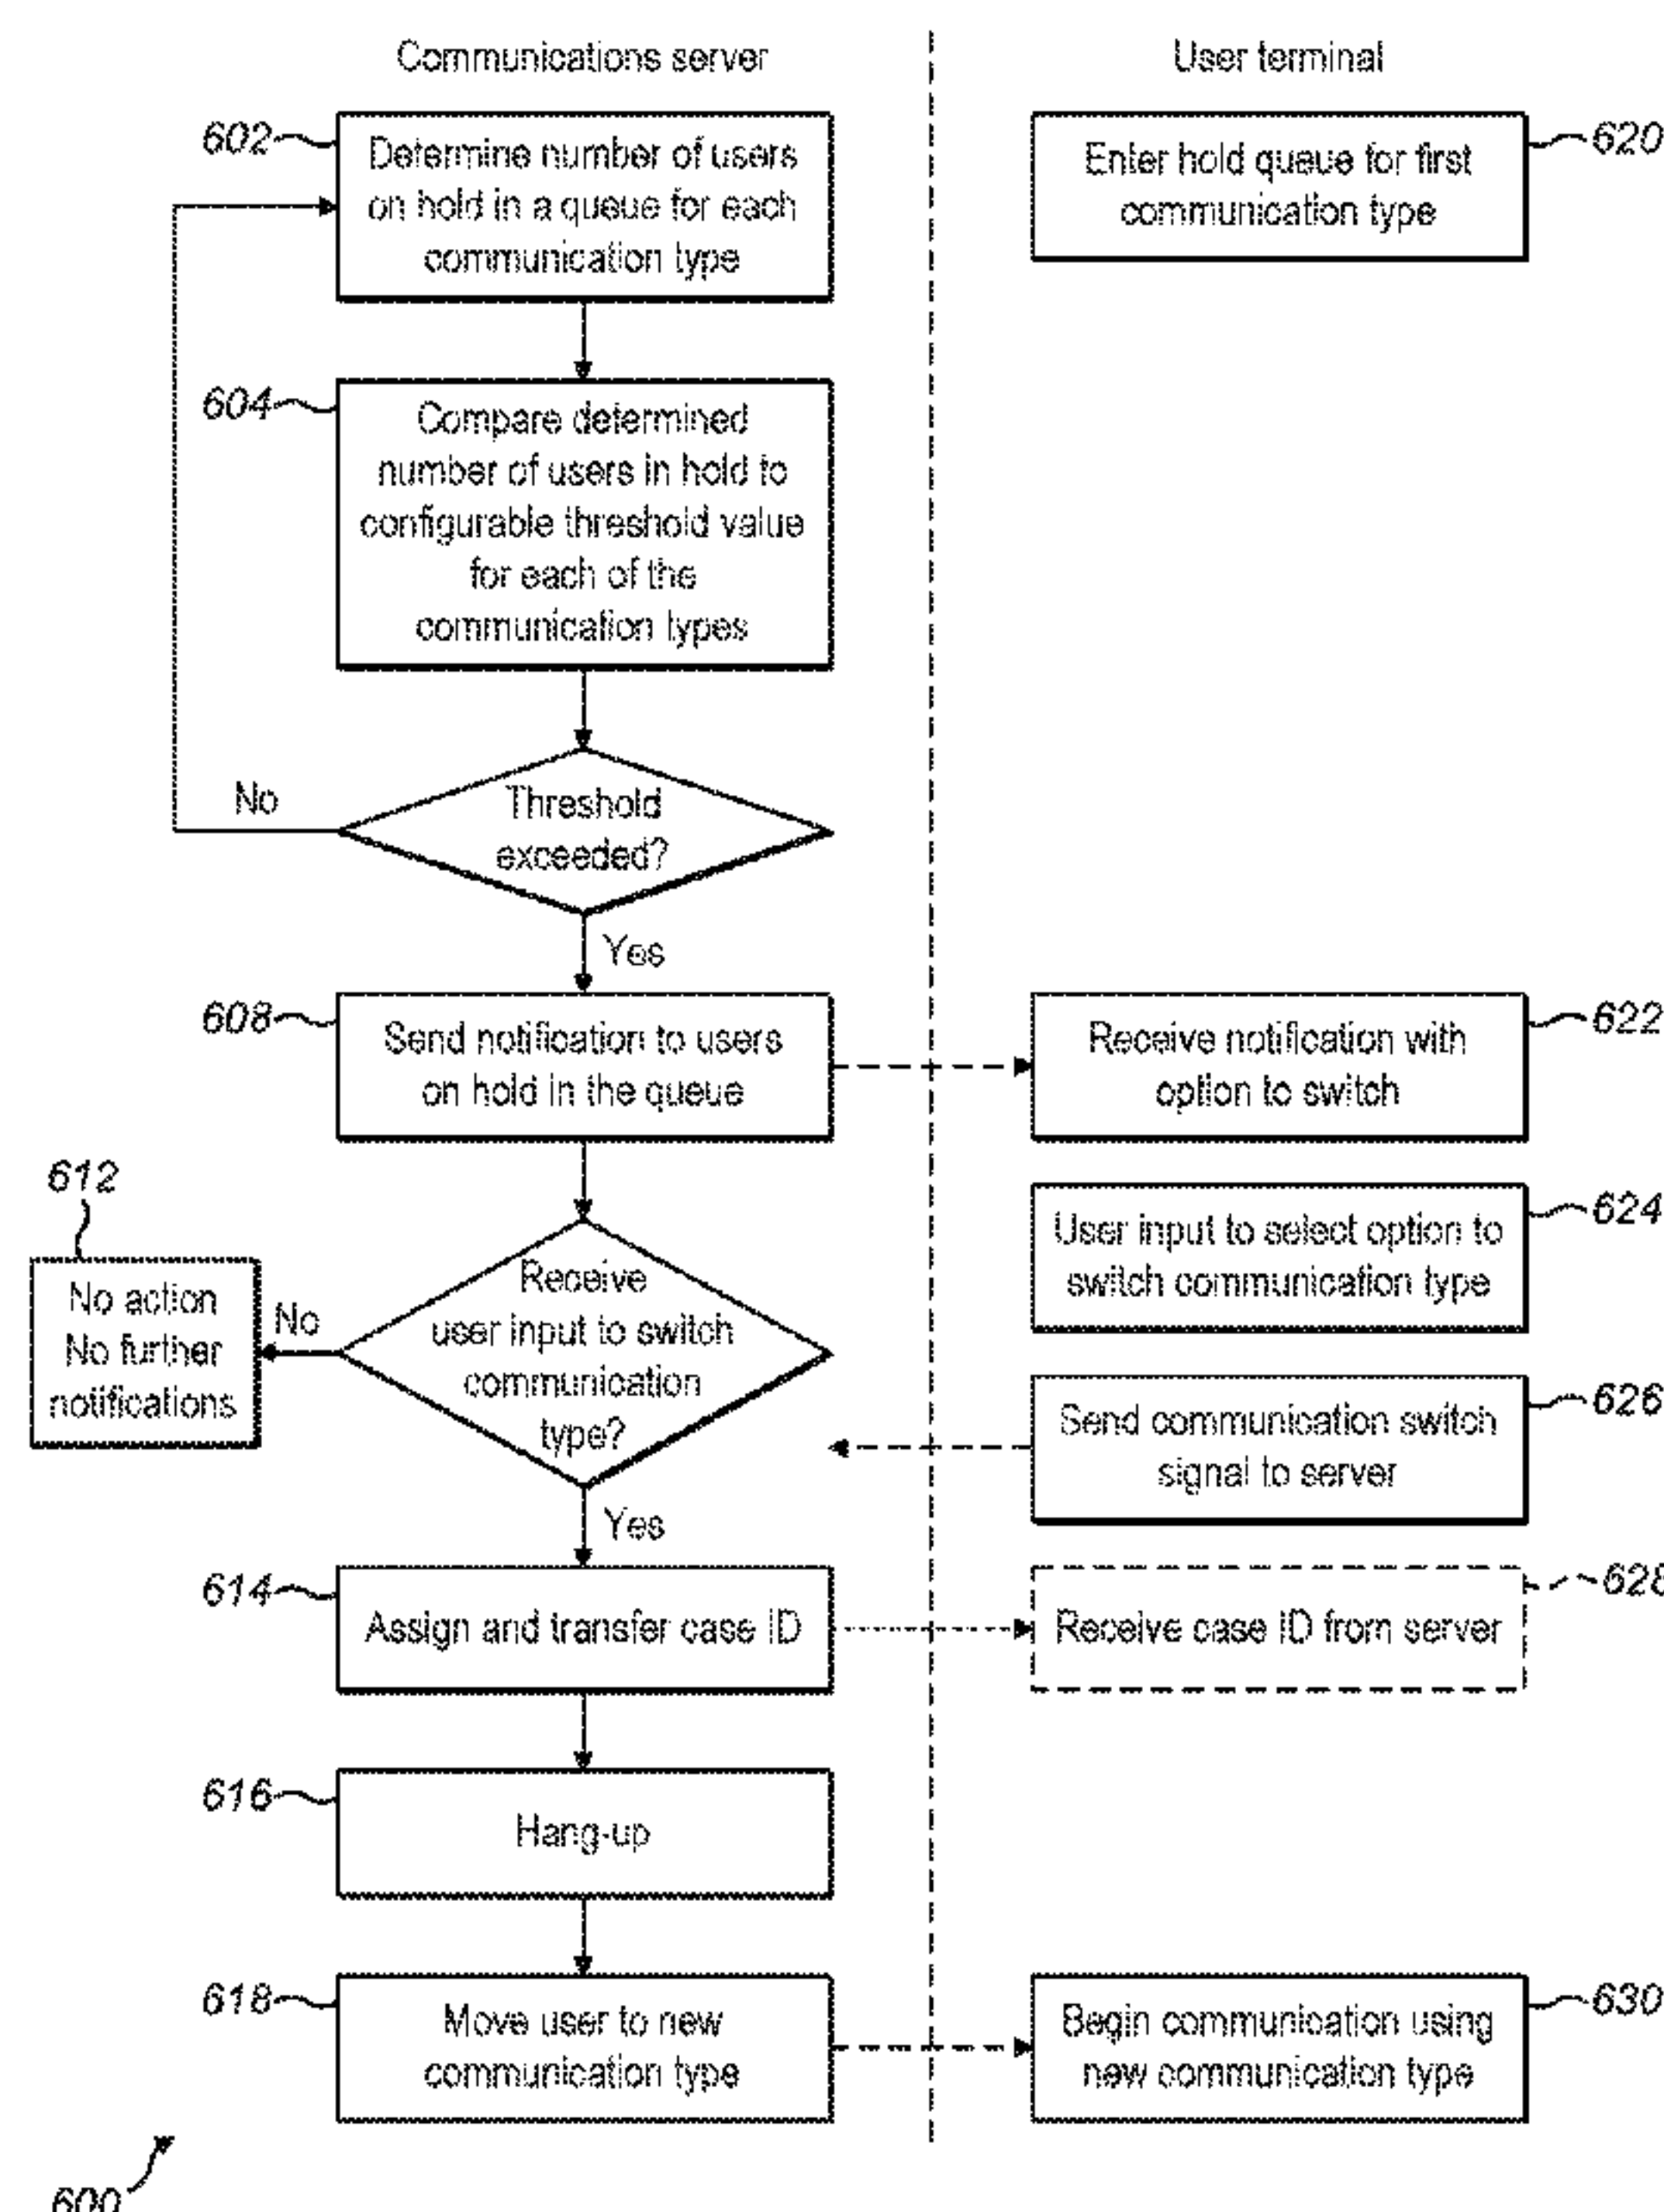 Communications server
User terminal
602
Determine number of users
on hold in a queue for each
communication type
620
Enter hold queue for first
communication type
604
Compare determined
number of users in hold to
configurable threshold value
for each of the
communication types
No
Threshold
exceeded?
Yes
608
Send notification to users
on hold in the queue
622
Receive notification with
option to switch
612
No action
No further
notifications
No
Receive
user input to switch
communication
type?
624
User input to select option to
switch communication type
626
Send communication switch
signal to server
Yes
614
Assign and transfer case ID
628
Receive case ID from server
616
Hang-up
618
Move user to new
communication type
630
Begin communication using
new communication type
600